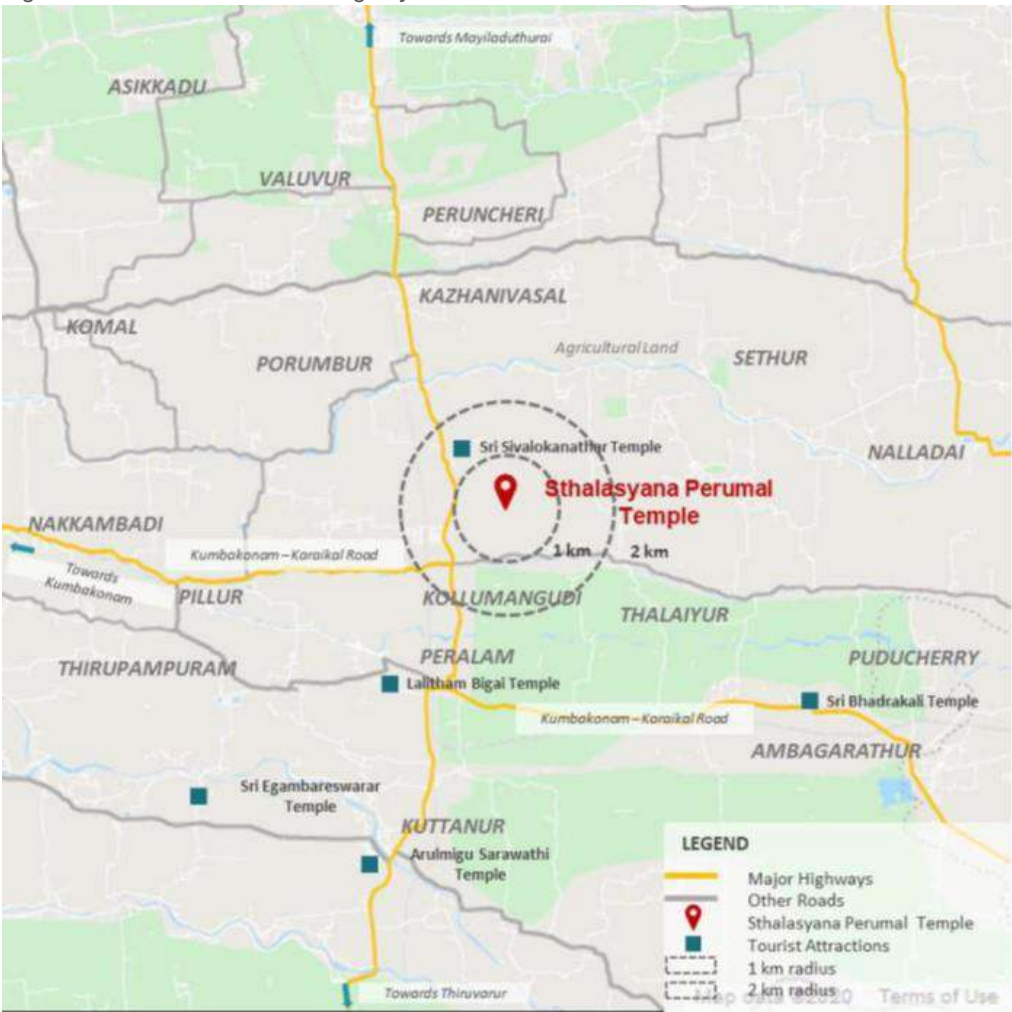 Towards Mayiladuthurai
ASIKKADU
VALUVUR
PERUNCHERI
KAZHANIVASAL
KOMAL
PORUMBUR
Agricultural Land
SETHUR
Sri Sivalokanathar Temple
NALLADAI
Sthalasyana Perumal
Temple
NAKKAMBADI
Kumbakonam – Karaikal Road
1 km
2 km
Towards
Kumbakonam
PILLUR
KOLLUMANGUDI
THALAIYUR
THIRUPAMPURAM
PERALAM
PUDUCHERRY
Lalitham Bigai Temple
Sri Bhadrakali Temple
Kumbakonam – Karaikal Road
AMBAGARATHUR
Sri Egambareswarar
Temple
KUTTANUR
Arulmigu Sarawathi
Temple
Towards Thiruvarur
LEGEND
Major Highways
Other Roads
Sthalasyana Perumal Temple
Tourist Attractions
1 km radius
2 km radius
Map data ©2020 Terms of Use